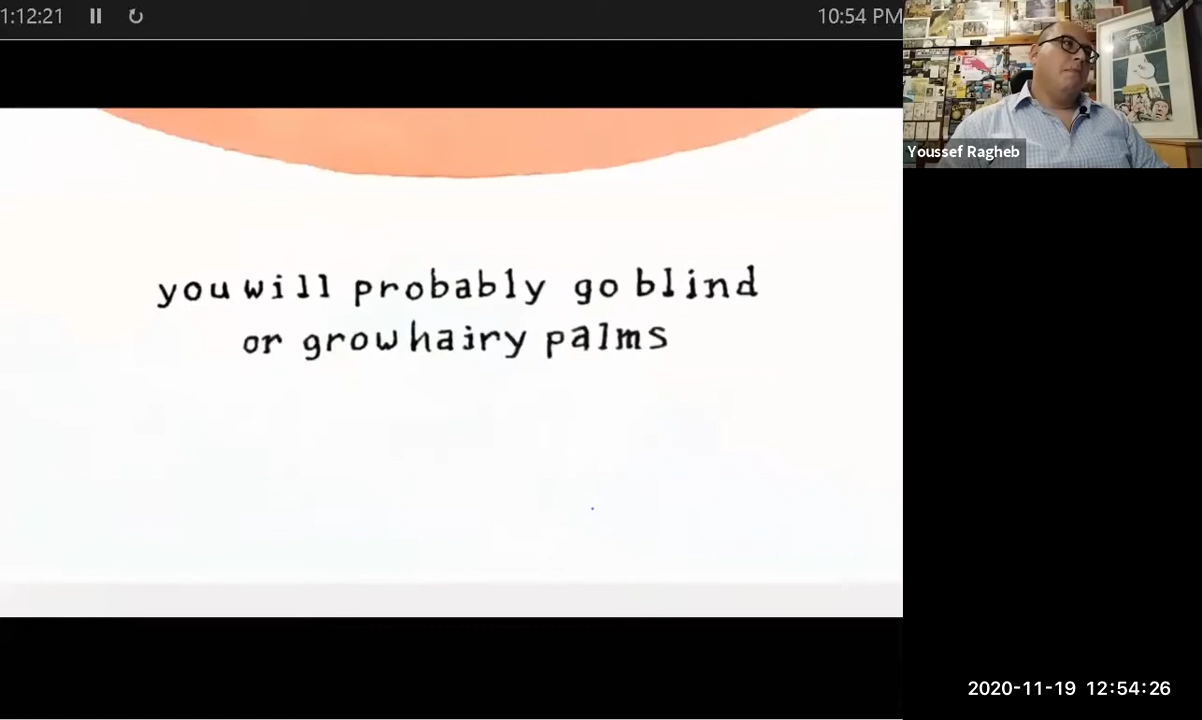 1:12:21
10:54 PM
Youssef Ragheb
you will probably go blind
or grow hairy palms
2020-11-19 12:54:26